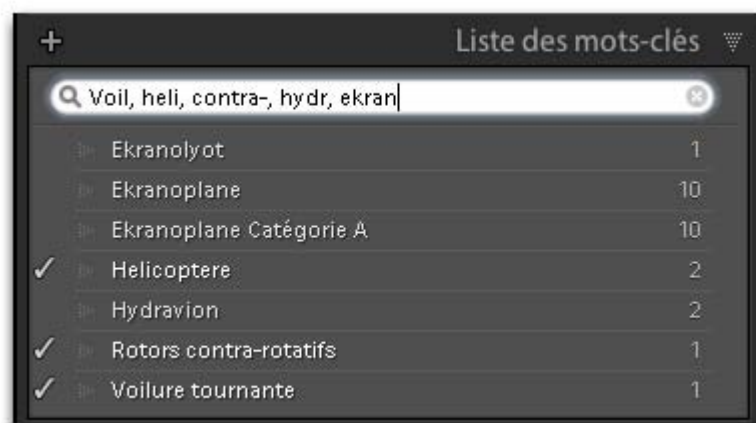 Liste des mots-clés
Voil, heli, contra-, hydr, ekran
Ekranolyot 1
Ekranoplane 10
Ekranoplane Catégorie A 10
Helicoptere 2
Hydravion 2
Rotors contra-rotatifs 1
Voilure tournante 1